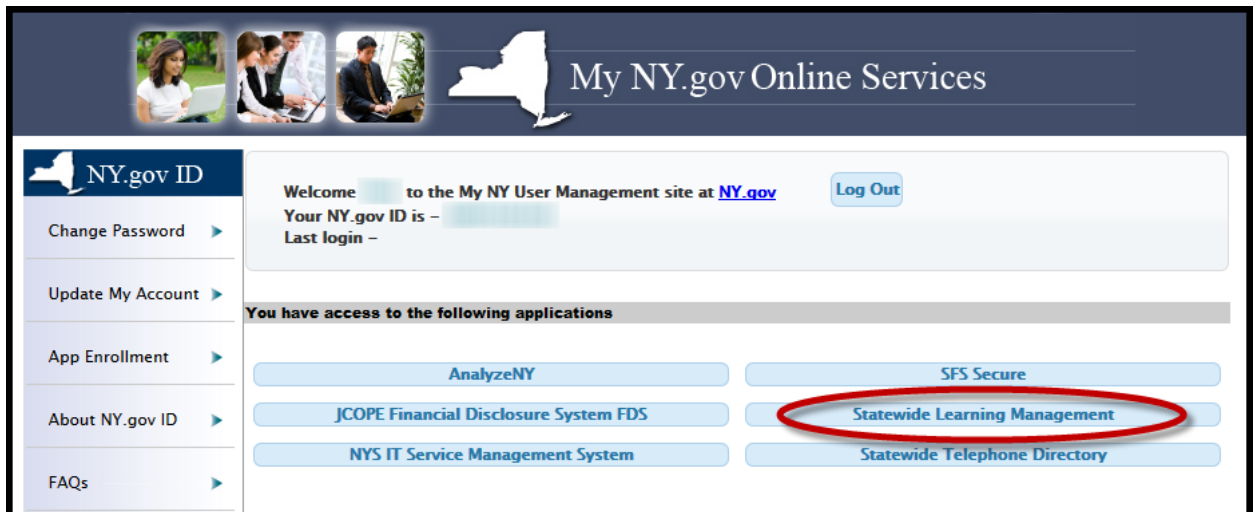 My NY.gov Online Services
NY.gov ID
Change Password
Update My Account
App Enrollment
About NY.gov ID
FAQs
Welcome to the My NY User Management site at NY.gov
Log Out
Your NY.gov ID is –
Last login –
You have access to the following applications
AnalyzeNY
SFS Secure
JCOPE Financial Disclosure System FDS
Statewide Learning Management
NYS IT Service Management System
Statewide Telephone Directory